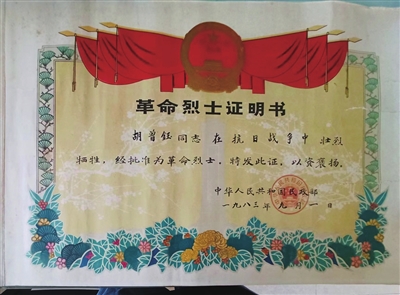 革命烈士证明书
胡曾钰同志在抗日战争中壮烈
牺牲，经批准为革命烈士。特发此证，以资褒扬。
中华人民共和国民政部
一九八三年九月一日